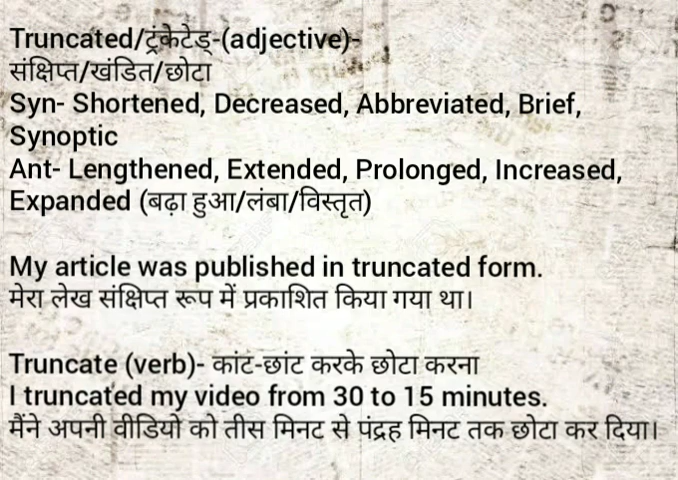 Truncated/ट्रंकेटेड्-(adjective)-
संक्षिप्त/खंडित/छोटा
Syn- Shortened, Decreased, Abbreviated, Brief,
Synoptic
Ant- Lengthened, Extended, Prolonged, Increased,
Expanded (बढ़ा हुआ/लंबा/विस्तृत)
My article was published in truncated form.
मेरा लेख संक्षिप्त रूप में प्रकाशित किया गया था।
Truncate (verb)- कांट-छांट करके छोटा करना
I truncated my video from 30 to 15 minutes.
मैंने अपनी वीडियो को तीस मिनट से पंद्रह मिनट तक छोटा कर दिया।